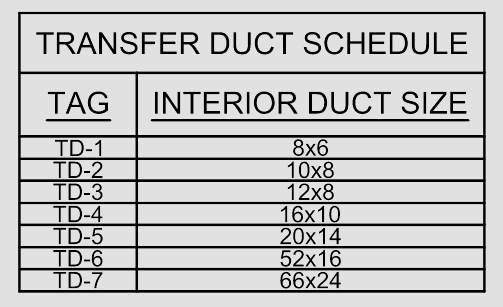 TRANSFER DUCT SCHEDULE
TAG INTERIOR DUCT SIZE
TD-1 8x6
TD-2 10x8
TD-3 12x8
TD-4 16x10
TD-5 20x14
TD-6 52x16
TD-7 66x24